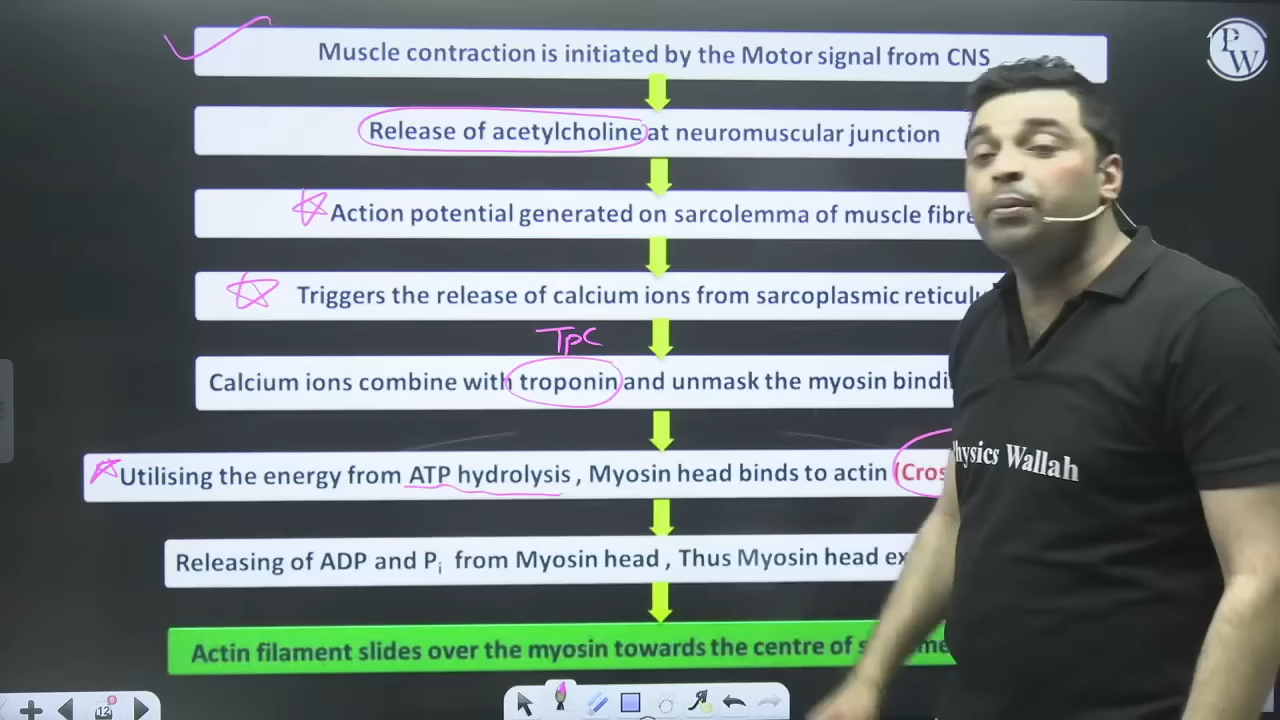 Muscle contraction is initiated by the Motor signal from CNS
Release of acetylcholine at neuromuscular junction
Action potential generated on sarcolemma of muscle fibre
Triggers the release of calcium ions from sarcoplasmic
TpC
Calcium ions combine with troponin and unmask the myosin
Utilising the energy from ATP hydrolysis , Myosin head binds to actin
Releasing of ADP and Pi from Myosin head , Thus Myosin head
Actin filament slides over the myosin towards the centre of
Physics Wallah
PW
12